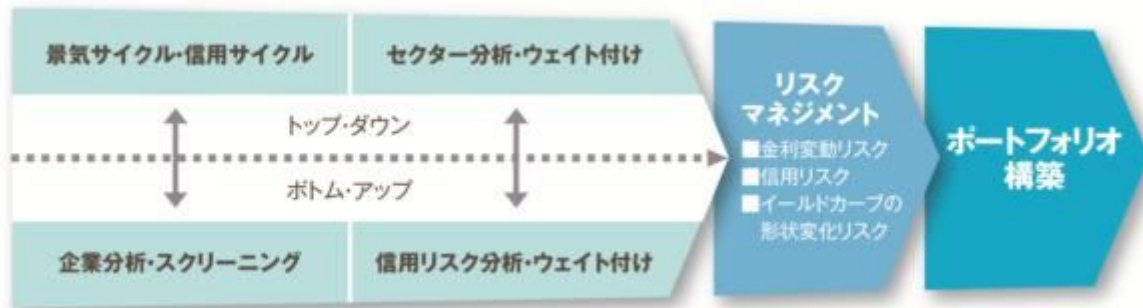 景気サイクル・信用サイクル
セクター分析・ウェイト付け
トップ・ダウン
ボトム・アップ
企業分析・スクリーニング
信用リスク分析・ウェイト付け
リスク
マネジメント
■金利変動リスク
■信用リスク
■イールドカーブの
形状変化リスク
ポートフォリオ
構築